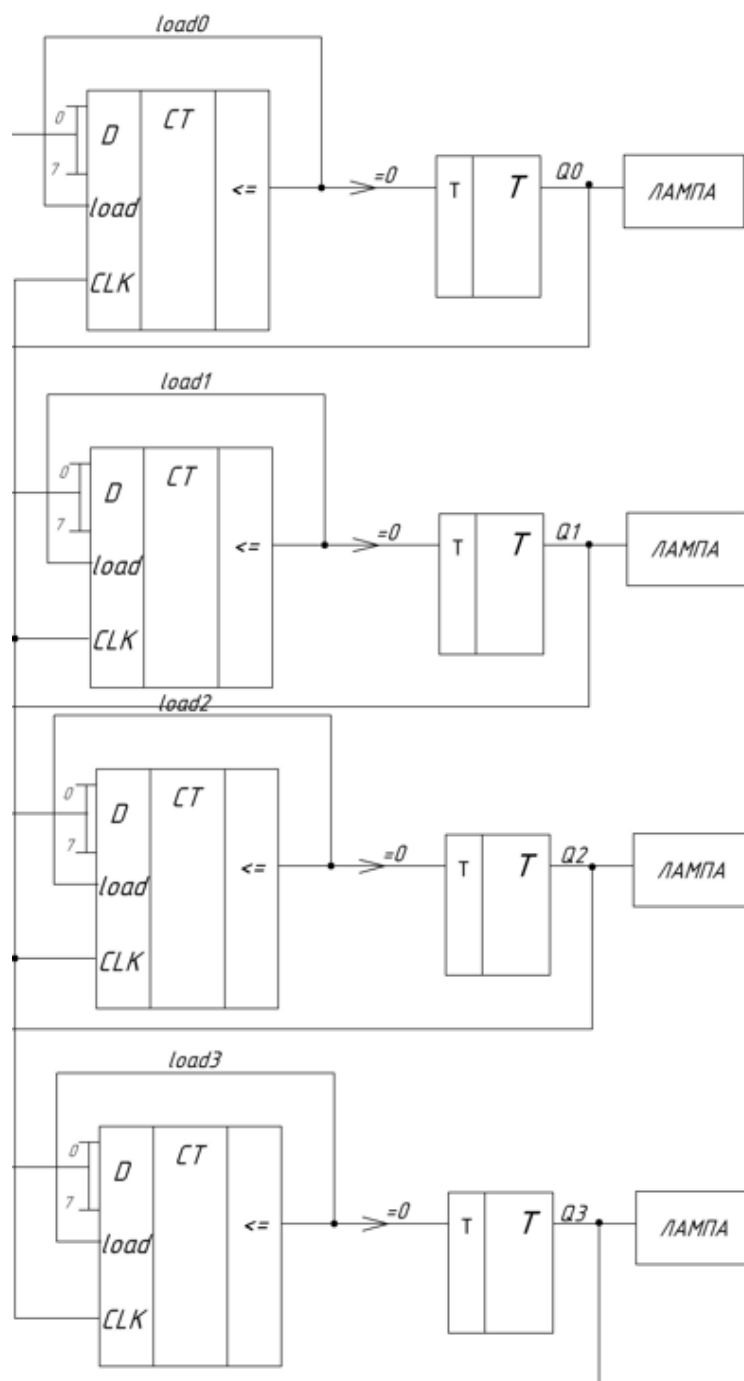 load0
0 D CT
=0 T T Q0 ЛАМПА
7 load <=
CLK
load1
0 D CT
=0 T T Q1 ЛАМПА
7 load <=
CLK
load2
0 D CT
=0 T T Q2 ЛАМПА
7 load <=
CLK
load3
0 D CT
=0 T T Q3 ЛАМПА
7 load <=
CLK